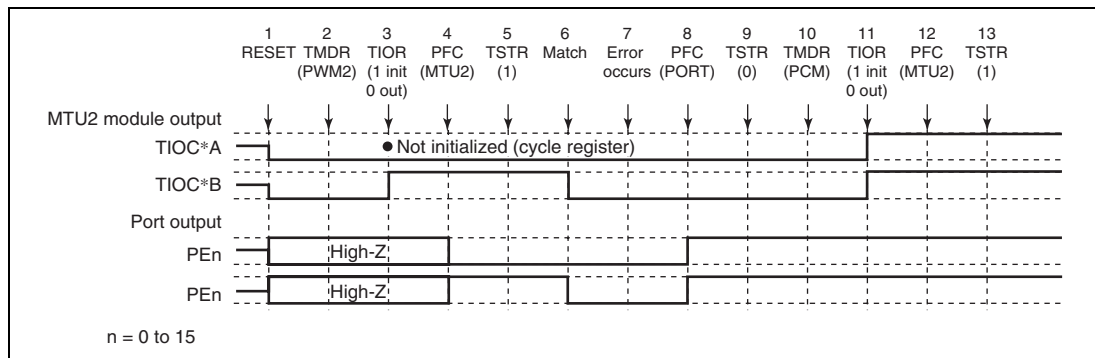 1 2 3 4 5 6 7 8 9 10 11 12 13
RESET TMDR TIOR PFC TSTR Match Error PFC TSTR TMDR TIOR PFC TSTR
(PWM2) (1 init (MTU2) (1) occurs (PORT) (0) (PCM) (1 init (MTU2) (1)
0 out) 0 out)
MTU2 module output
TIOC*A ● Not initialized (cycle register)
TIOC*B
Port output
PEn High-Z
PEn High-Z
n = 0 to 15